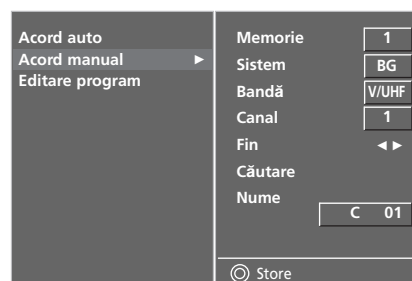 Acord auto
Acord manual ►
Editare program
Memorie 1
Sistem BG
Bandă V/UHF
Canal 1
Fin ◄►
Căutare
Nume
C 01
Store